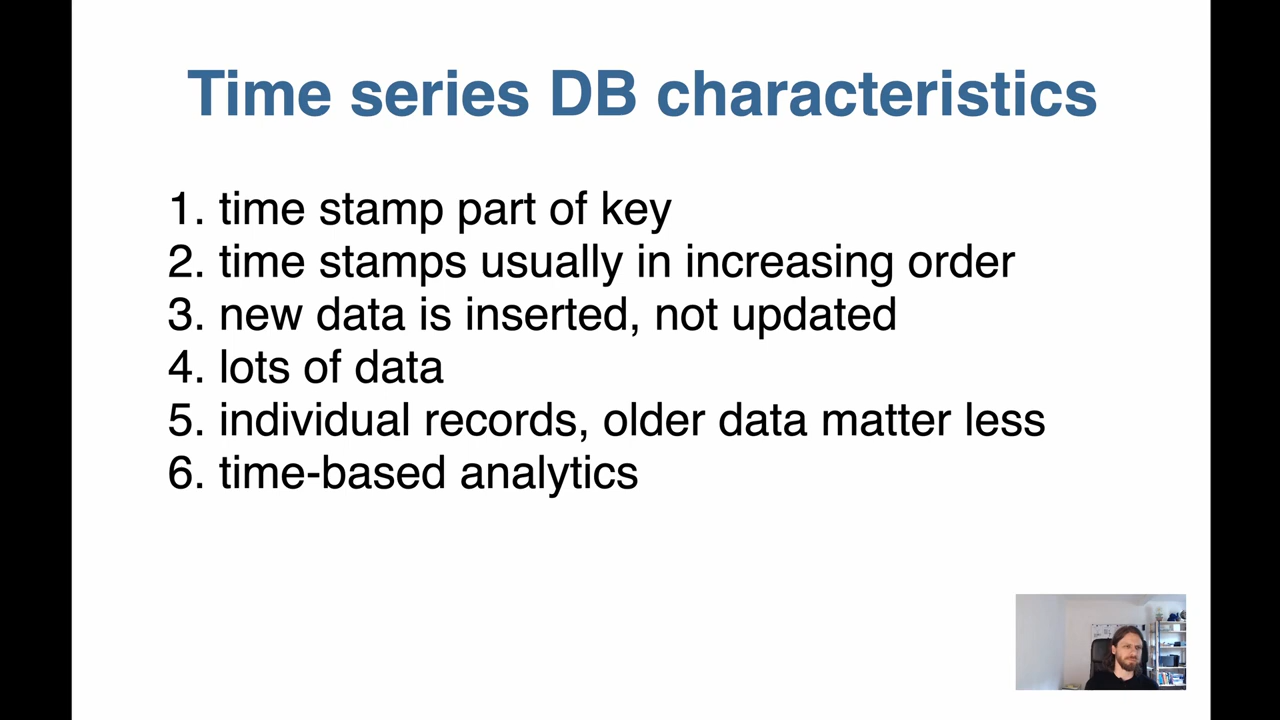 Time series DB characteristics
1. time stamp part of key
2. time stamps usually in increasing order
3. new data is inserted, not updated
4. lots of data
5. individual records, older data matter less
6. time-based analytics